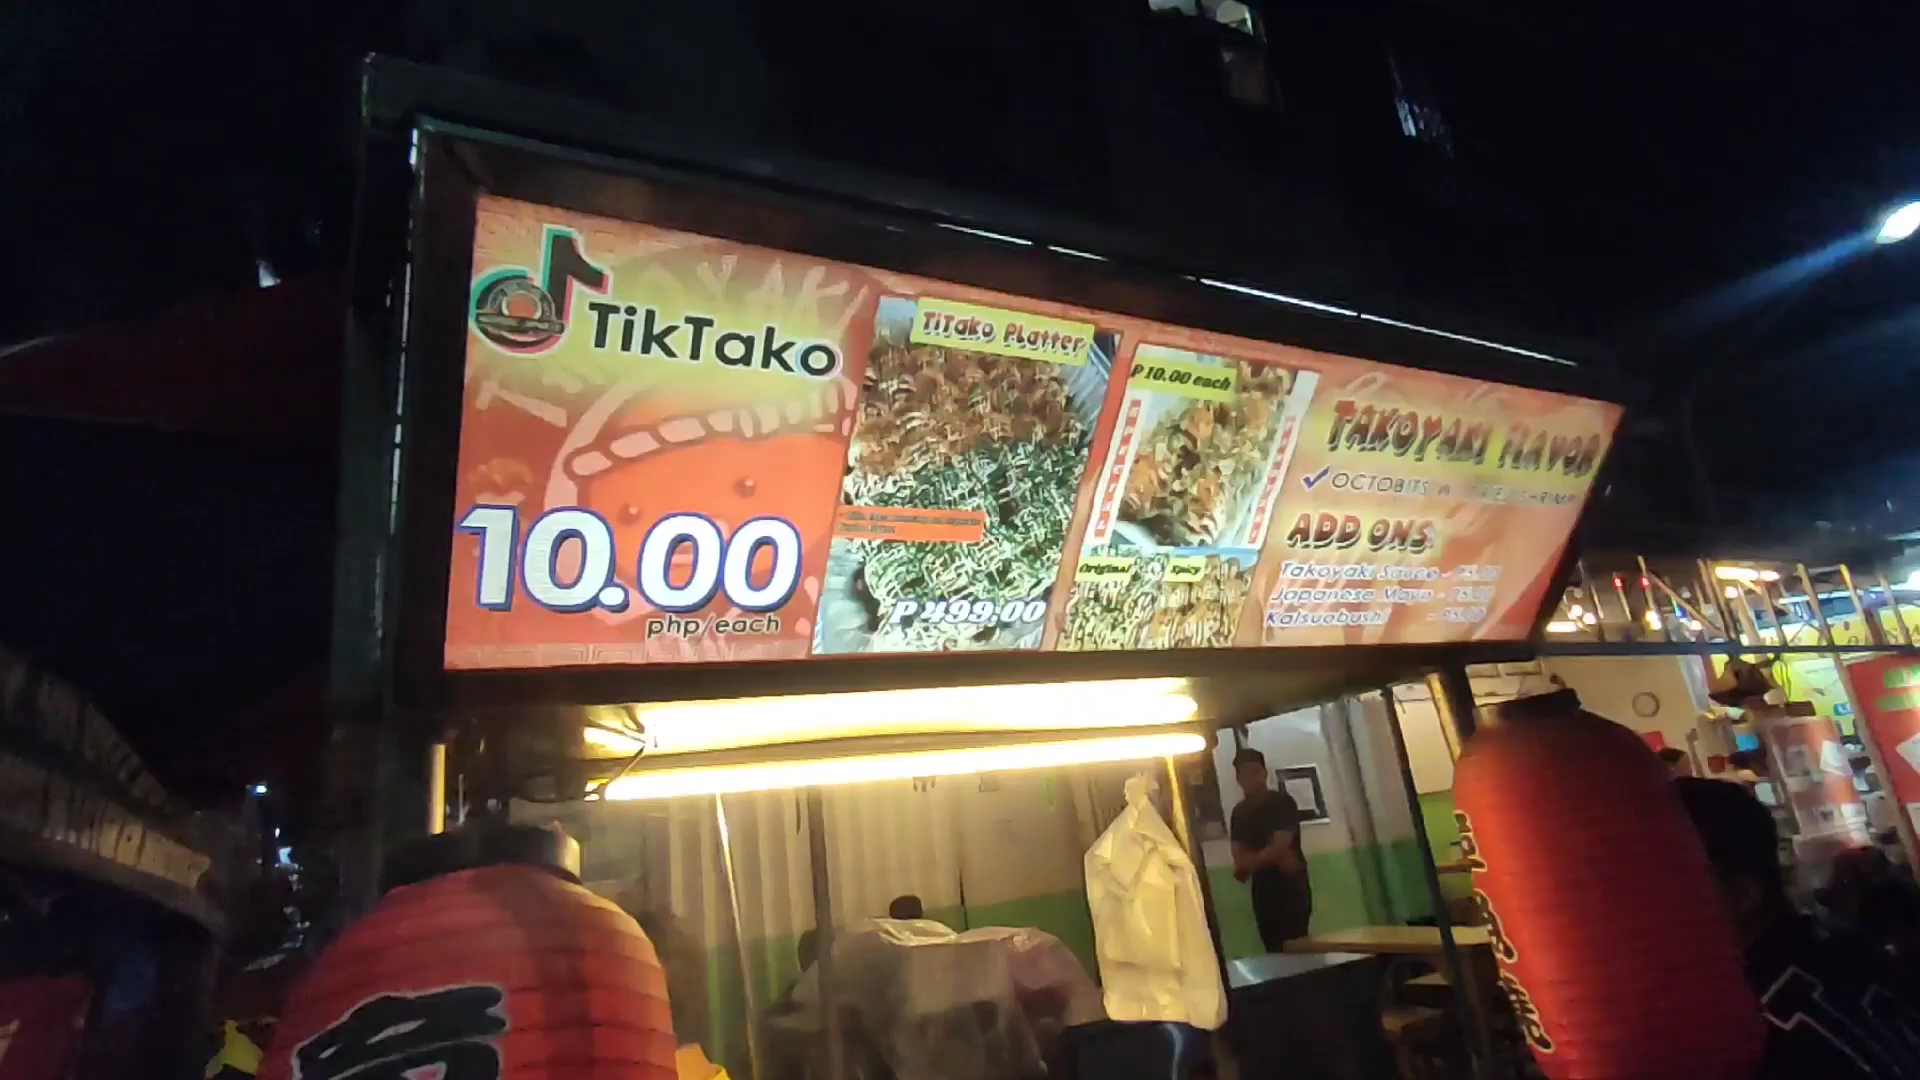 TikTako
10.00
php/each
TiTako Platter
P 499.00
P 10.00 each
Original
Spicy
TAKOYAKI FLAVOR
OCTOBITS
ADD ONS:
Takoyaki Sauce -
Japanese Mayo -
Katsuobushi -